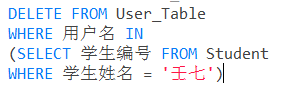 DELETE FROM User_Table
WHERE 用户名 IN
(SELECT 学生编号 FROM Student
WHERE 学生姓名 = '王七')